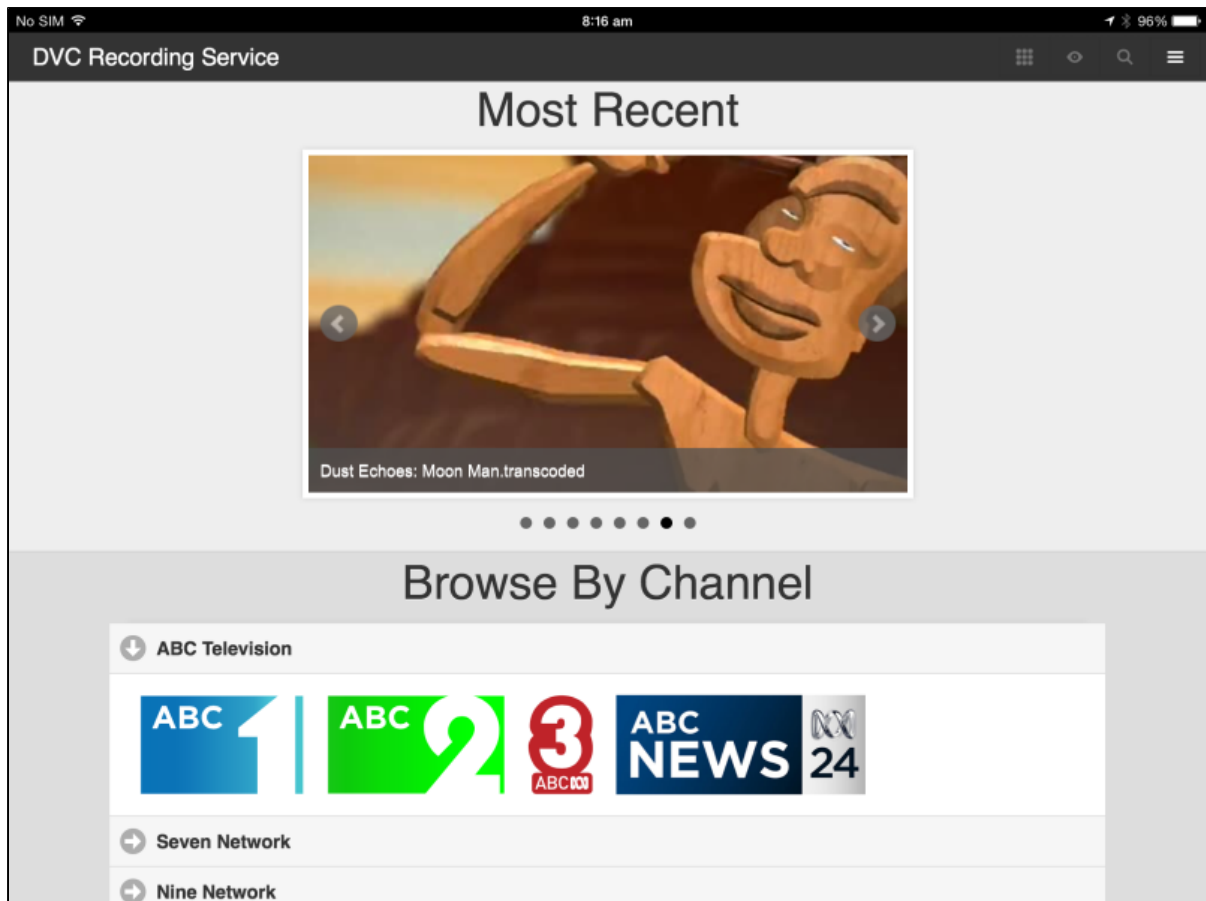 No SIM 8:16 am 96%
DVC Recording Service
Most Recent
Dust Echoes: Moon Man.transcoded
Browse By Channel
ABC Television
ABC 1 ABC 2 3 ABC ABC NEWS 24
Seven Network
Nine Network